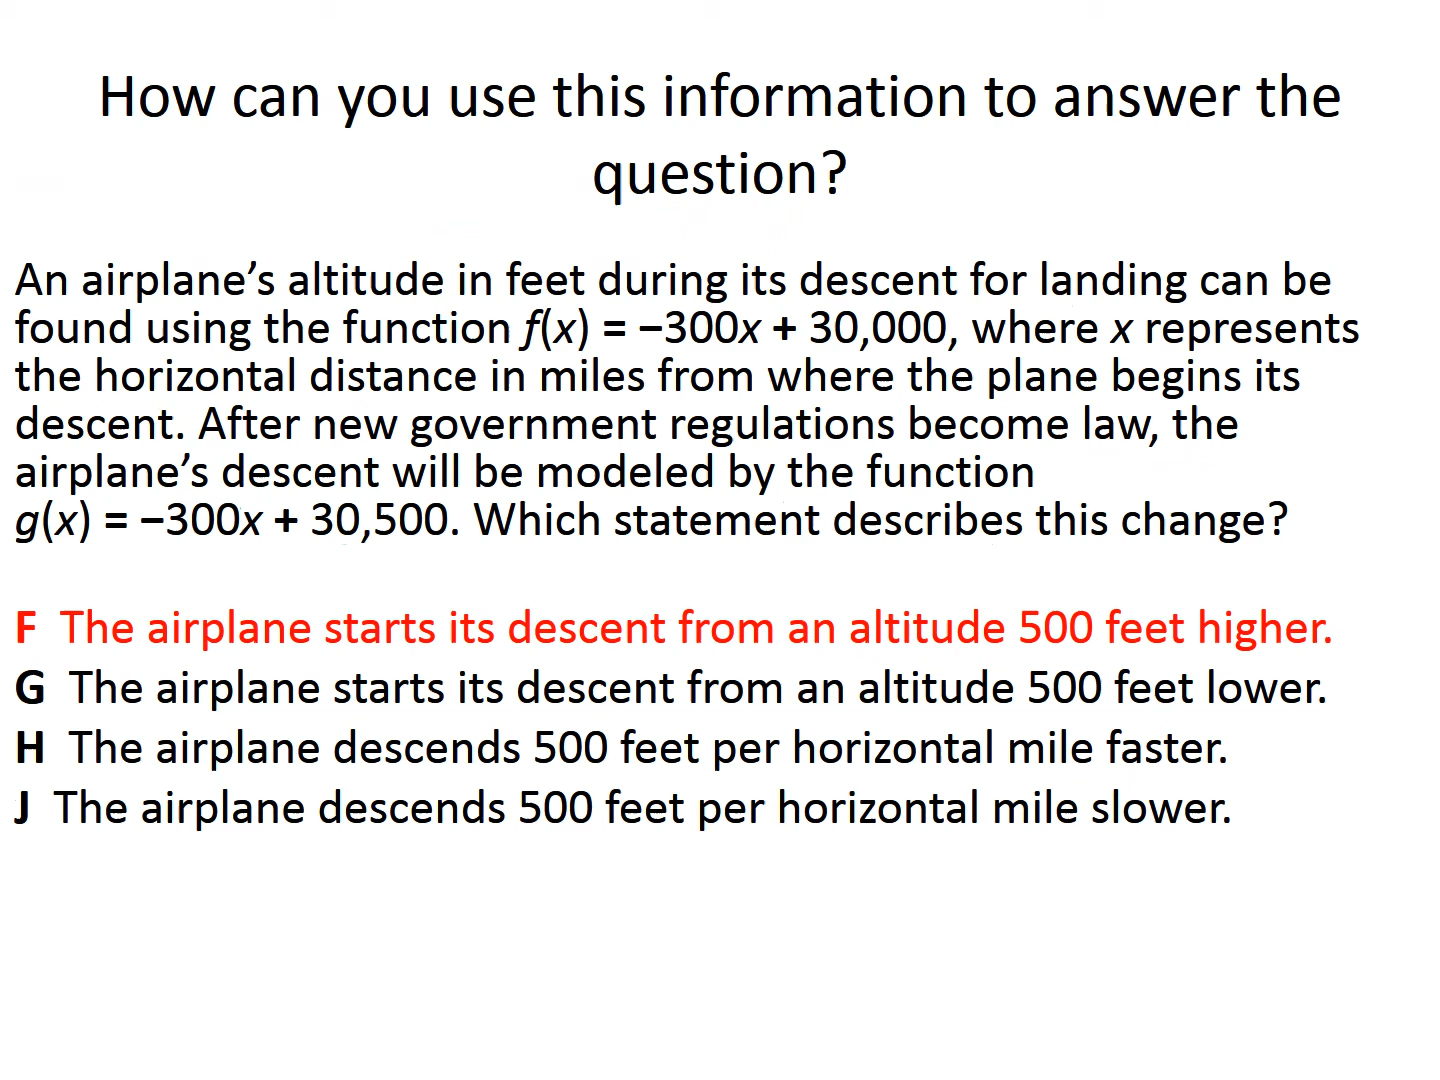 How can you use this information to answer the
question?
An airplane’s altitude in feet during its descent for landing can be
found using the function f(x) = −300x + 30,000, where x represents
the horizontal distance in miles from where the plane begins its
descent. After new government regulations become law, the
airplane’s descent will be modeled by the function
g(x) = −300x + 30,500. Which statement describes this change?
F The airplane starts its descent from an altitude 500 feet higher.
G The airplane starts its descent from an altitude 500 feet lower.
H The airplane descends 500 feet per horizontal mile faster.
J The airplane descends 500 feet per horizontal mile slower.